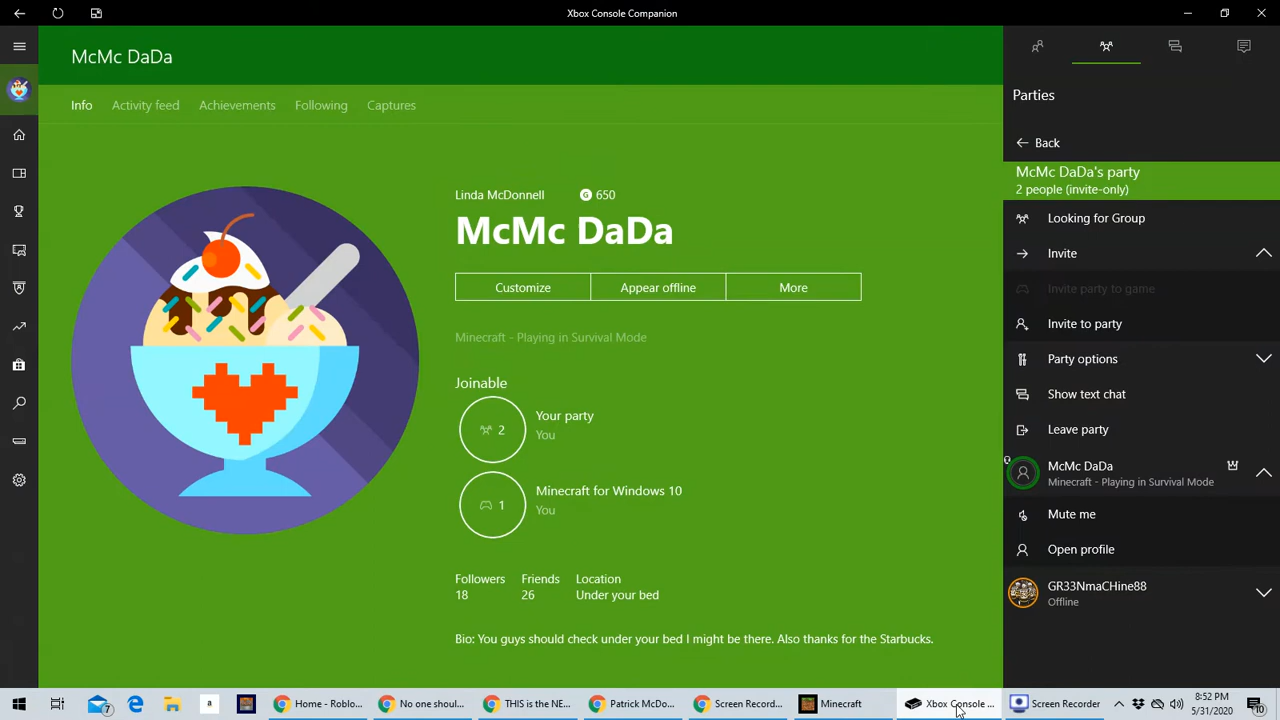 Xbox Console Companion
McMc DaDa
Info Activity feed Achievements Following Captures
Linda McDonnell G 650
McMc DaDa
Customize Appear offline More
Minecraft - Playing in Survival Mode
Joinable
2 Your party
You
1 Minecraft for Windows 10
You
Followers Friends Location
18 26 Under your bed
Bio: You guys should check under your bed I might be there. Also thanks for the Starbucks.
Parties
Back
McMc DaDa's party
2 people (invite-only)
Looking for Group
Invite
Invite party to game
Invite to party
Party options
Show text chat
Leave party
McMc DaDa
Minecraft - Playing in Survival Mode
Mute me
Open profile
GR33NmaCHine88
Offline
7 a Home - Roblo... No one shoul... THIS is the NE... Patrick McDo... Screen Record... Minecraft Xbox Console ... Screen Recorder
8:52 PM
5/31/2020
10